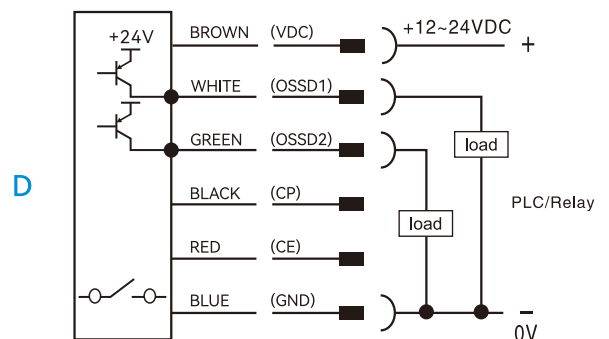 +24V
BROWN (VDC) +12~24VDC +
WHITE (OSSD1)
load
GREEN (OSSD2)
D
BLACK (CP)
PLC/Relay
load
RED (CE)
BLUE (GND) −
0V